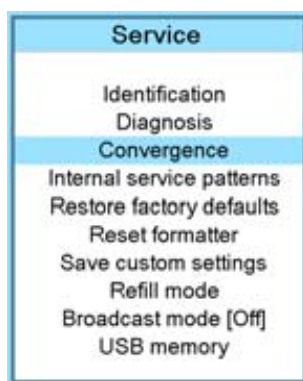 Service
Identification
Diagnosis
Convergence
Internal service patterns
Restore factory defaults
Reset formatter
Save custom settings
Refill mode
Broadcast mode [Off]
USB memory